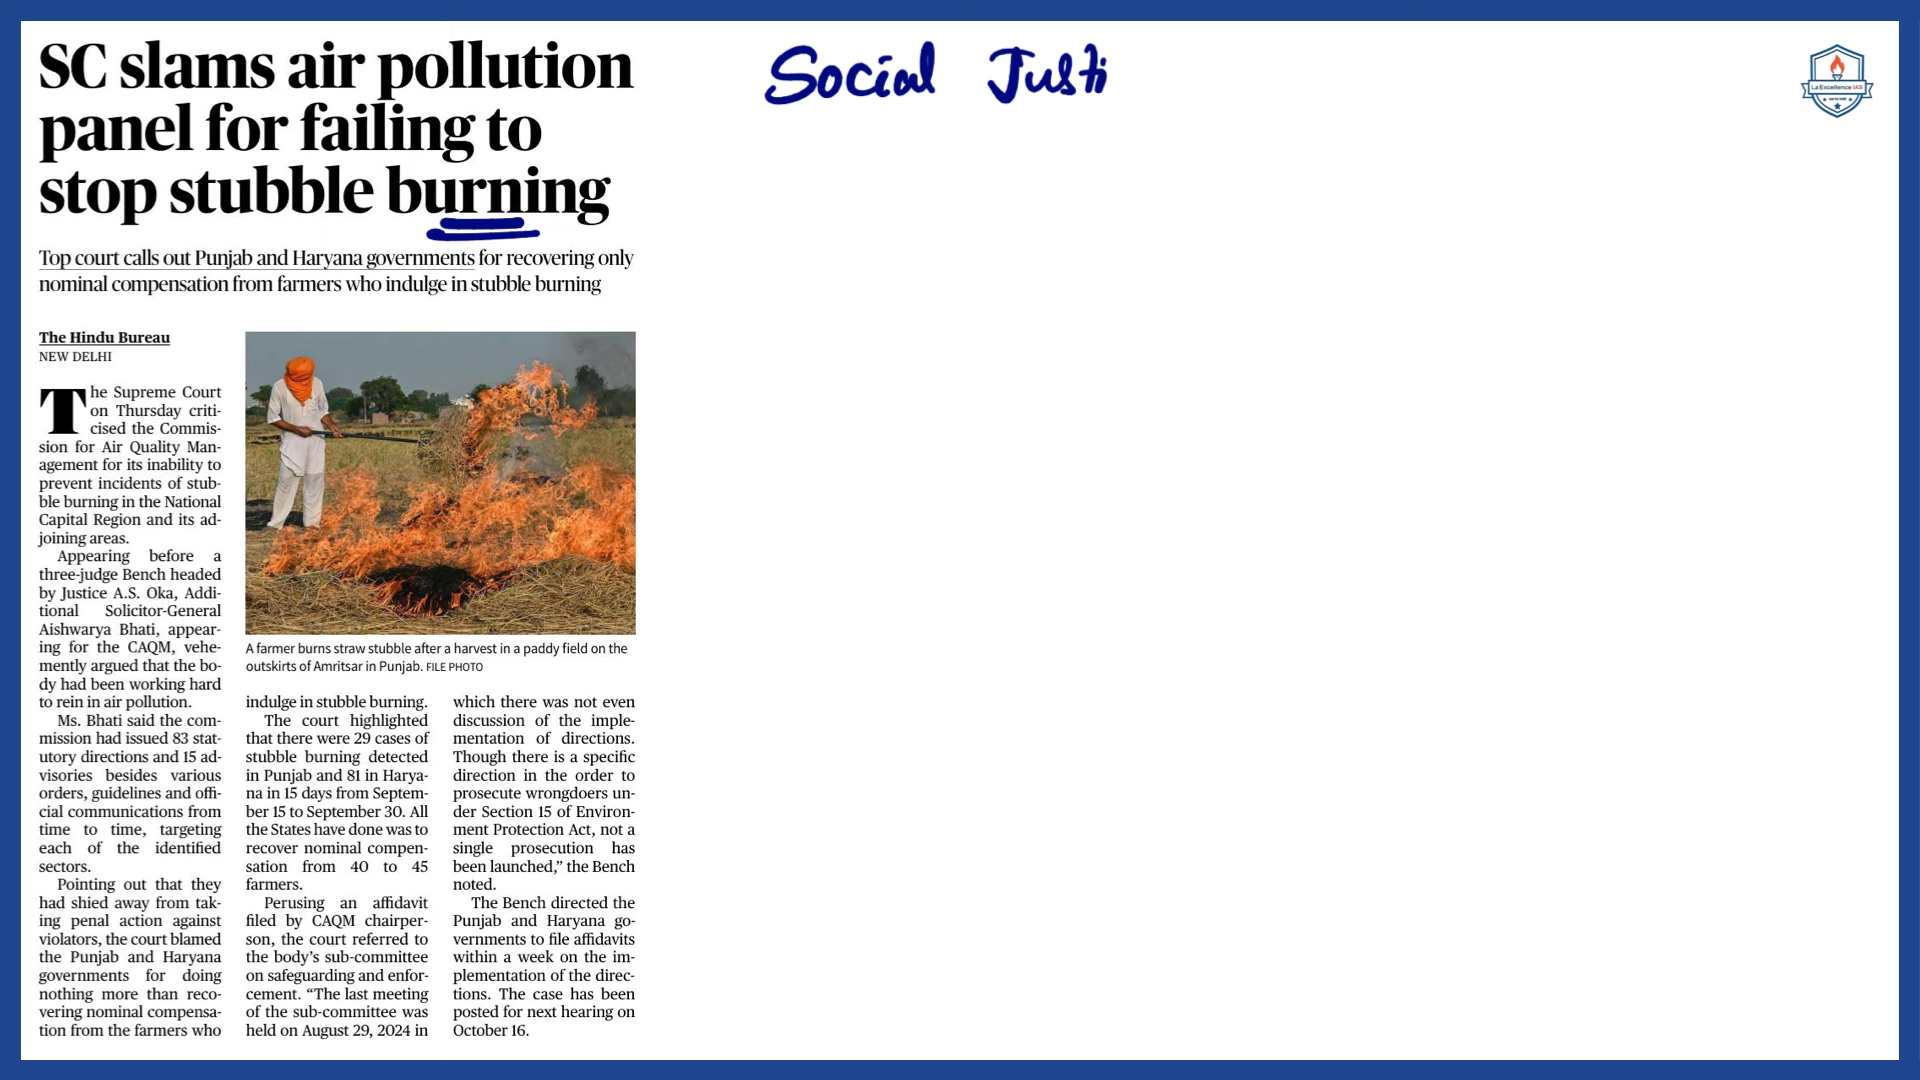 SC slams air pollution
panel for failing to
stop stubble burning
Top court calls out Punjab and Haryana governments for recovering only
nominal compensation from farmers who indulge in stubble burning
The Hindu Bureau
NEW DELHI
The Supreme Court
on Thursday criti-
cised the Commis-
sion for Air Quality Man-
agement for its inability to
prevent incidents of stub-
ble burning in the National
Capital Region and its ad-
joining areas.
Appearing before a
three-judge Bench headed
by Justice A.S. Oka, Addi-
tional Solicitor-General
Aishwarya Bhati, appear-
ing for the CAQM, vehe-
mently argued that the bo-
dy had been working hard
to rein in air pollution.
Ms. Bhati said the com-
mission had issued 83 stat-
utory directions and 15 ad-
visories besides various
orders, guidelines and offi-
cial communications from
time to time, targeting
each of the identified
sectors.
Pointing out that they
had shied away from tak-
ing penal action against
violators, the court blamed
the Punjab and Haryana
governments for doing
nothing more than reco-
vering nominal compensa-
tion from the farmers who
A farmer burns straw stubble after a harvest in a paddy field on the
outskirts of Amritsar in Punjab. FILE PHOTO
indulge in stubble burning.
The court highlighted
that there were 29 cases of
stubble burning detected
in Punjab and 81 in Harya-
na in 15 days from Septem-
ber 15 to September 30. All
the States have done was to
recover nominal compen-
sation from 40 to 45
farmers.
Perusing an affidavit
filed by CAQM chairper-
son, the court referred to
the body's sub-committee
on safeguarding and enfor-
cement. “The last meeting
of the sub-committee was
held on August 29, 2024 in
which there was not even
discussion of the imple-
mentation of directions.
Though there is a specific
direction in the order to
prosecute wrongdoers un-
der Section 15 of Environ-
ment Protection Act, not a
single prosecution has
been launched,” the Bench
noted.
The Bench directed the
Punjab and Haryana go-
vernments to file affidavits
within a week on the im-
plementation of the direc-
tions. The case has been
posted for next hearing on
October 16.
Social Justi
La Excellence IAS